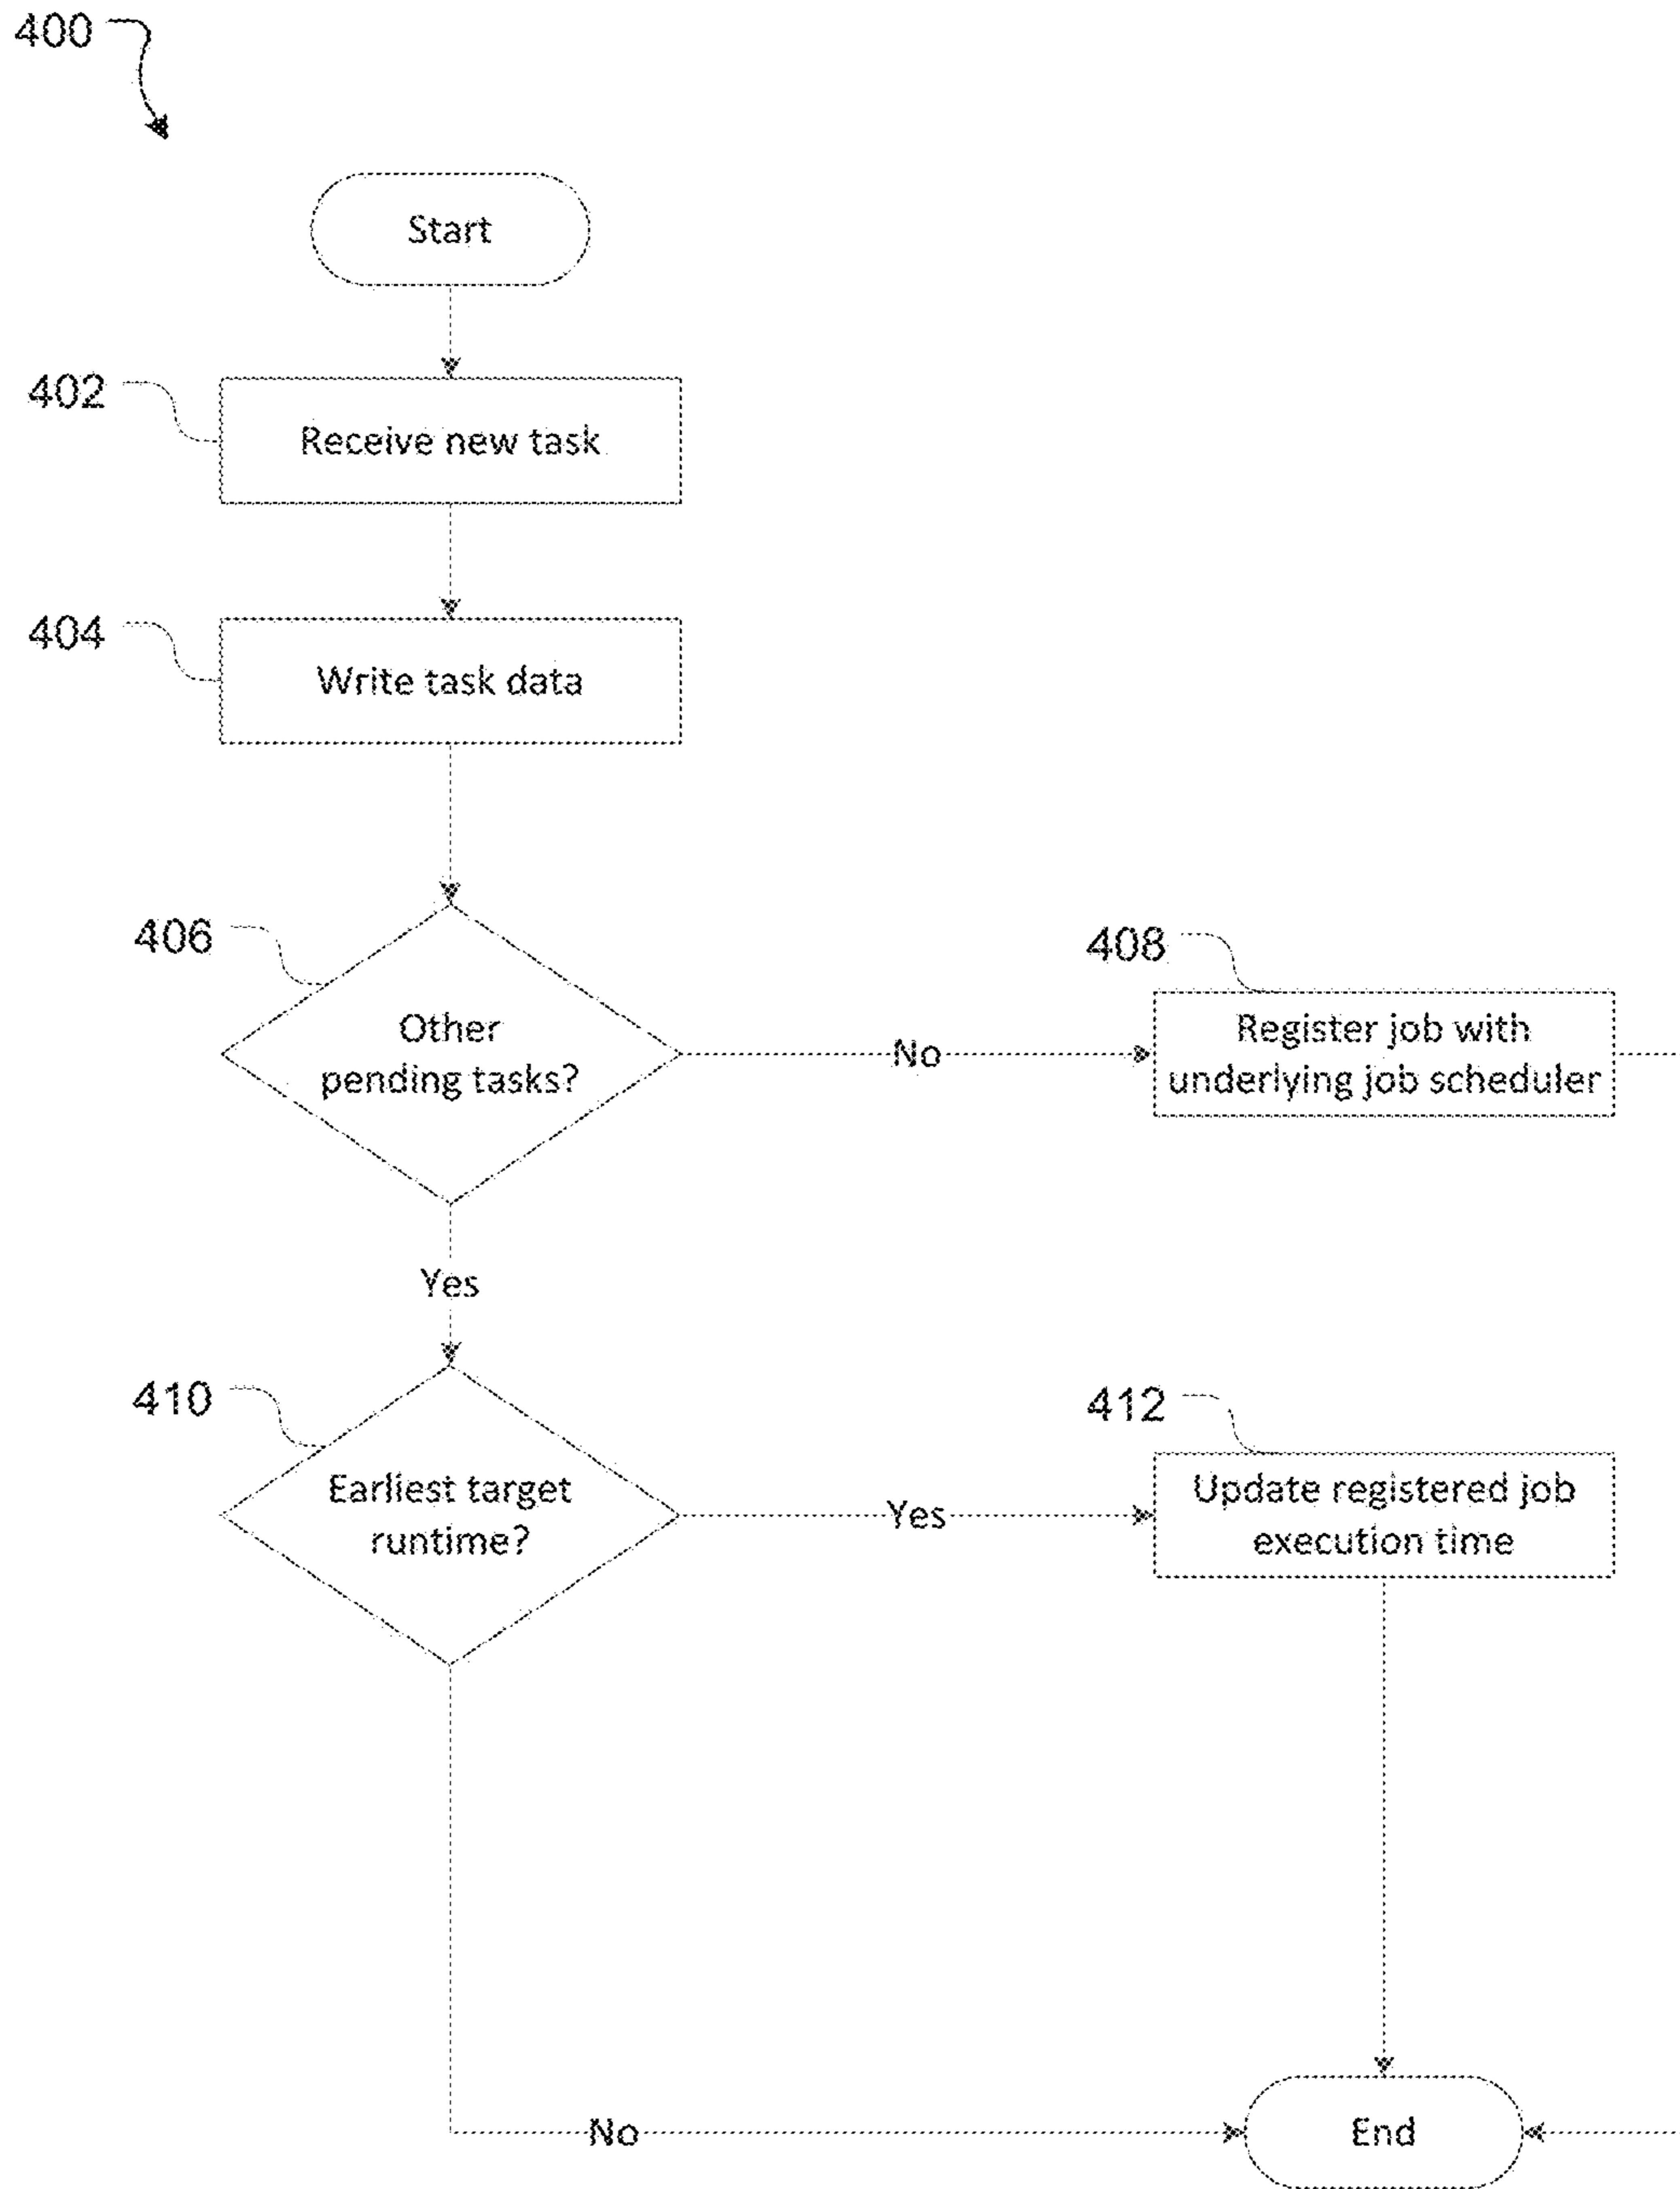 400
Start
402
Receive new task
404
Write task data
406
Other
pending tasks?
No
408
Register job with
underlying job scheduler
Yes
410
Earliest target
runtime?
Yes
412
Update registered job
execution time
No
End